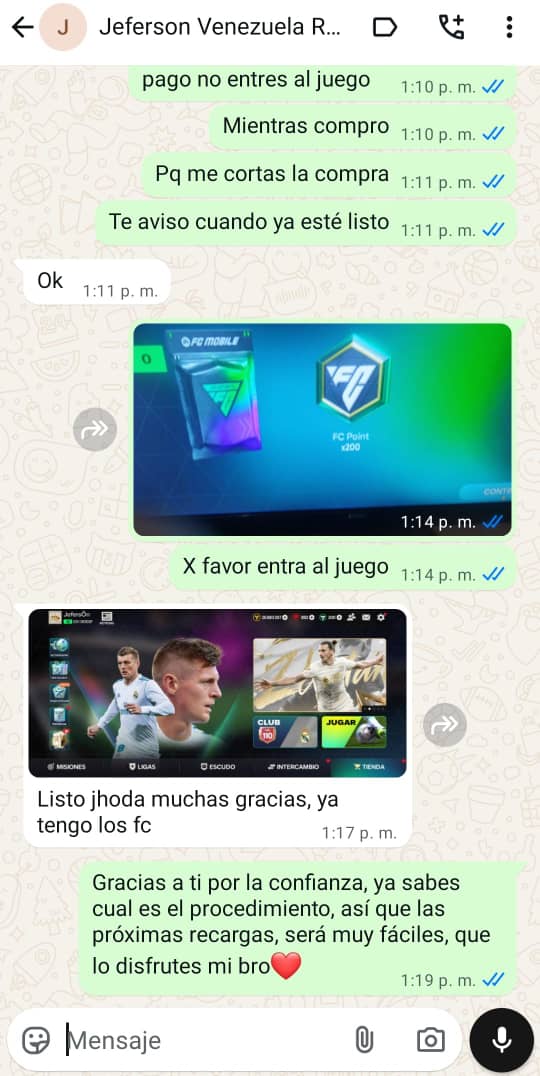 J
Jeferson Venezuela R...
pago no entres al juego 1:10 p. m.
Mientras compro 1:10 p. m.
Pq me cortas la compra 1:11 p. m.
Te aviso cuando ya esté listo 1:11 p. m.
Ok 1:11 p. m.
FC MOBILE
0
FC Point
x200
1:14 p. m.
X favor entra al juego 1:14 p. m.
CLUB
110
JUGAR
MISIONES LIGAS ESCUDO INTERCAMBIO TIENDA
Listo jhoda muchas gracias, ya
tengo los fc 1:17 p. m.
Gracias a ti por la confianza, ya sabes
cual es el procedimiento, así que las
próximas recargas, será muy fáciles, que
lo disfrutes mi bro❤️
1:19 p. m.
Mensaje